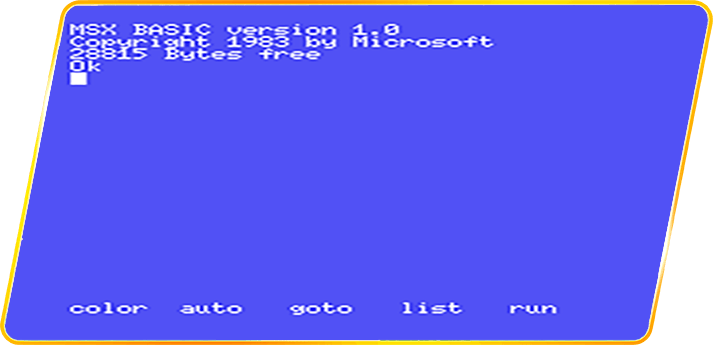 MSX BASIC version 1.0
Copyright 1983 by Microsoft
28815 Bytes free
Ok
color auto goto list run